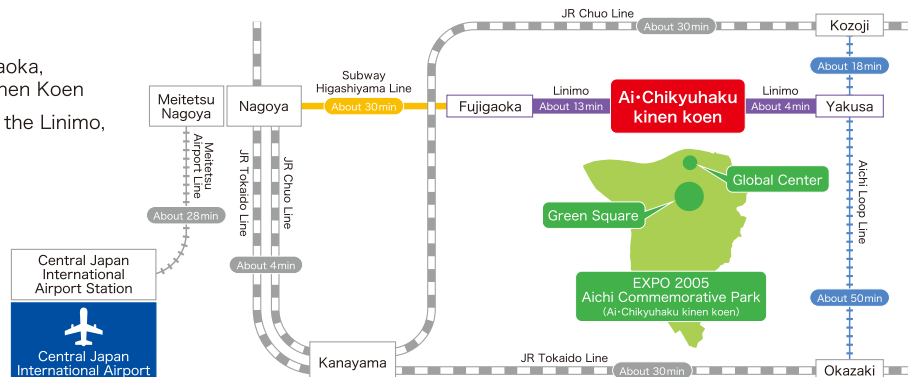 aoka,
nen Koen
the Linimo,
JR Chuo Line
About 30min
Kozoji
About 18min
Subway
Higashiyama Line
About 30min
Meitetsu
Nagoya
Nagoya
Fujigaoka
Linimo
About 13min
Ai・Chikyuhaku
kinen koen
Linimo
About 4min
Yakusa
Meitetsu
Airport Line
JR Tokaido Line
JR Chuo Line
Aichi Loop Line
Global Center
Green Square
About 28min
Central Japan
International
Airport Station
About 4min
EXPO 2005
Aichi Commemorative Park
(Ai・Chikyuhaku kinen koen)
About 50min
Central Japan
International Airport
Kanayama
JR Tokaido Line
About 30min
Okazaki